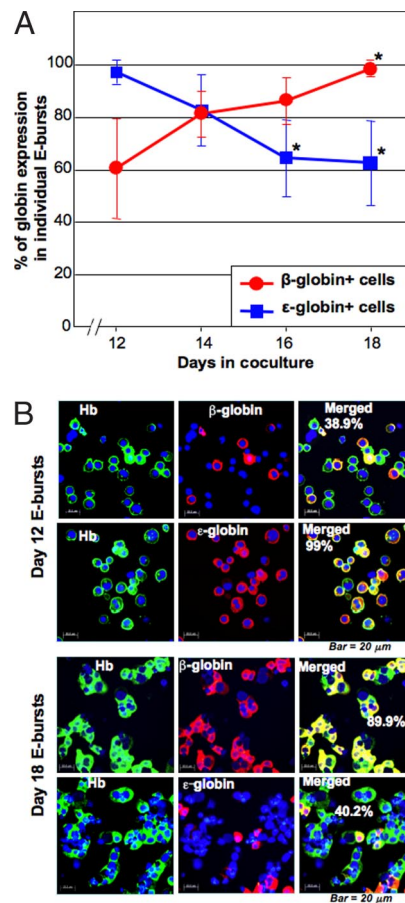 A
% of globin expression
in individual E-bursts
100
80
60
40
20
0
*
*
*
β-globin+ cells
ε-globin+ cells
12
14
16
18
Days in coculture
B
Day 12 E-bursts
Hb
β-globin
Merged
38.9%
Hb
ε-globin
Merged
99%
Bar = 20 μm
Day 18 E-bursts
Hb
β-globin
Merged
89.9%
Hb
ε-globin
Merged
40.2%
Bar = 20 μm